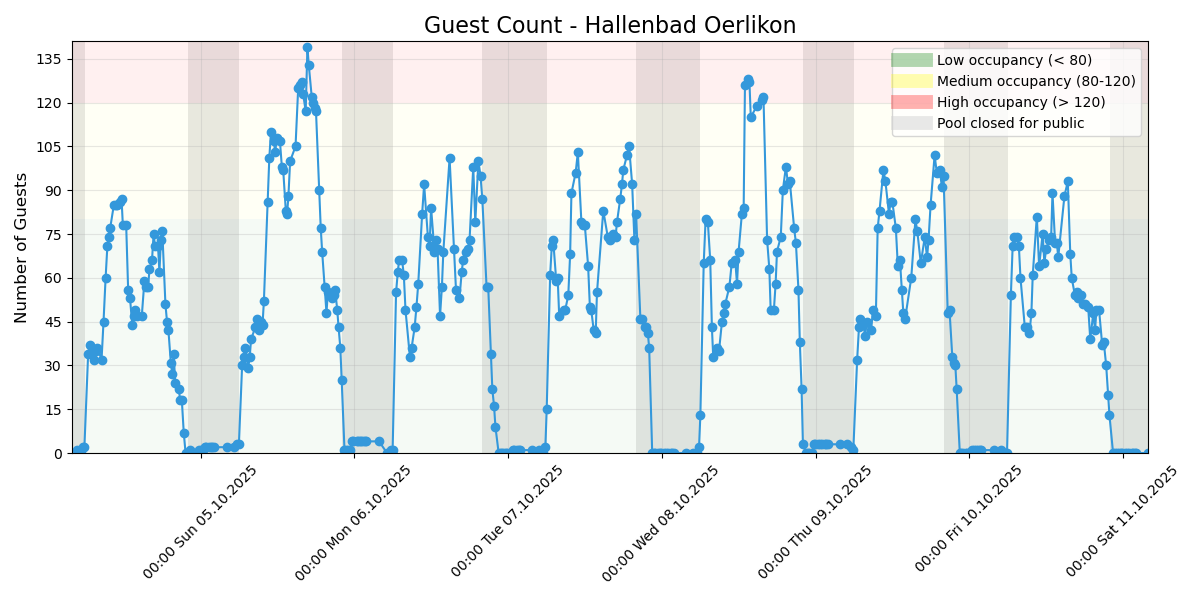 Guest Count - Hallenbad Oerlikon
Number of Guests
135
120
105
90
75
60
45
30
15
0
Low occupancy (< 80)
Medium occupancy (80-120)
High occupancy (> 120)
Pool closed for public
00:00 Sun 05.10.2025
00:00 Mon 06.10.2025
00:00 Tue 07.10.2025
00:00 Wed 08.10.2025
00:00 Thu 09.10.2025
00:00 Fri 10.10.2025
00:00 Sat 11.10.2025